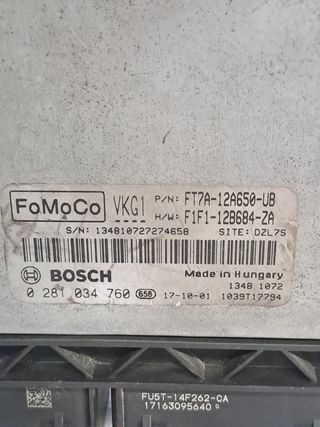 FoMoCo VKG1 P/N: FT7A-12A650-UB
H/W: F1F1-12B684-ZA
S/N: 134810727274658 SITE: DZL7S
BOSCH Made in Hungary
1348 1072
0 281 034 760 658 17-10-01 1039T17794
FU5T-14F262-CA
17163095640